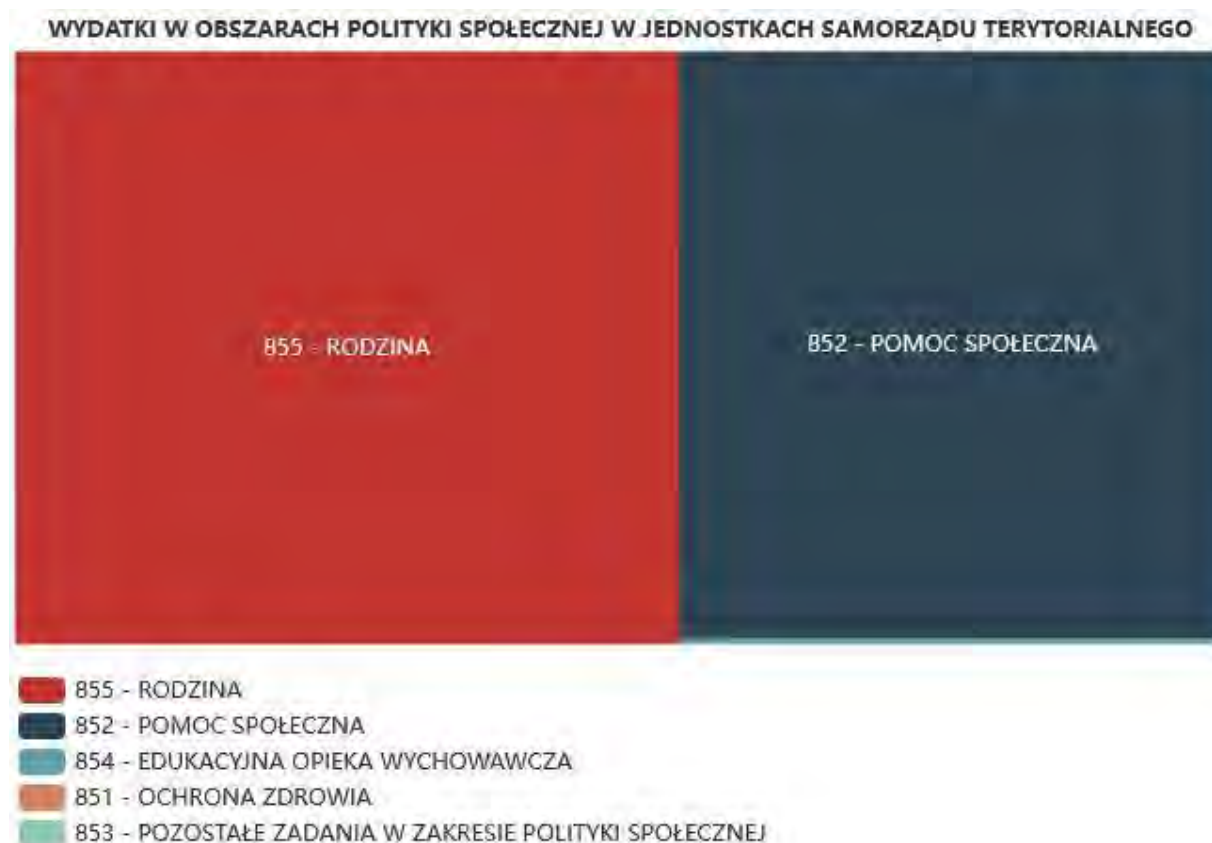 WYDATKI W OBSZARACH POLITYKI SPOŁECZNEJ W JEDNOSTKACH SAMORZĄDU TERYTORIALNEGO
855 - RODZINA
852 - POMOC SPOŁECZNA
855 - RODZINA
852 - POMOC SPOŁECZNA
854 - EDUKACYJNA OPIEKA WYCHOWAWCZA
851 - OCHRONA ZDROWIA
853 - POZOSTAŁE ZADANIA W ZAKRESIE POLITYKI SPOŁECZNEJ